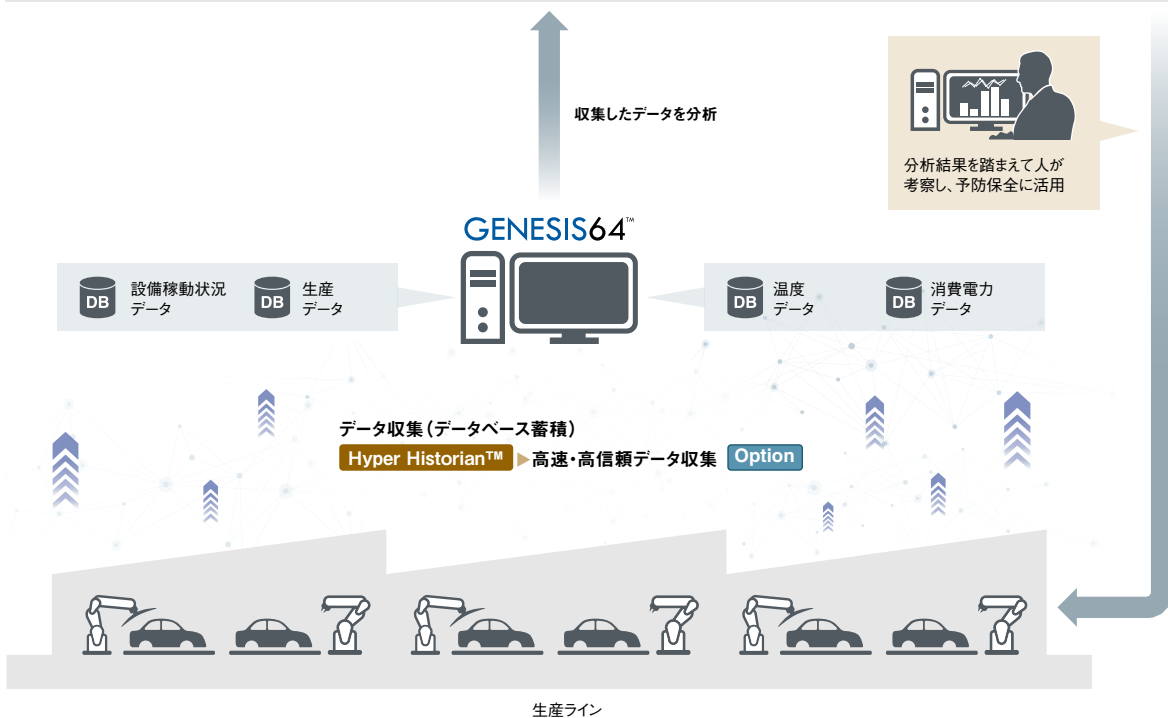 収集したデータを分析
分析結果を踏まえて人が
考察し、予防保全に活用
GENESIS64™
DB
設備稼動状況
データ
DB
生産
データ
DB
温度
データ
DB
消費電力
データ
データ収集（データベース蓄積）
Hyper Historian™ ▶高速・高信頼データ収集 Option
生産ライン